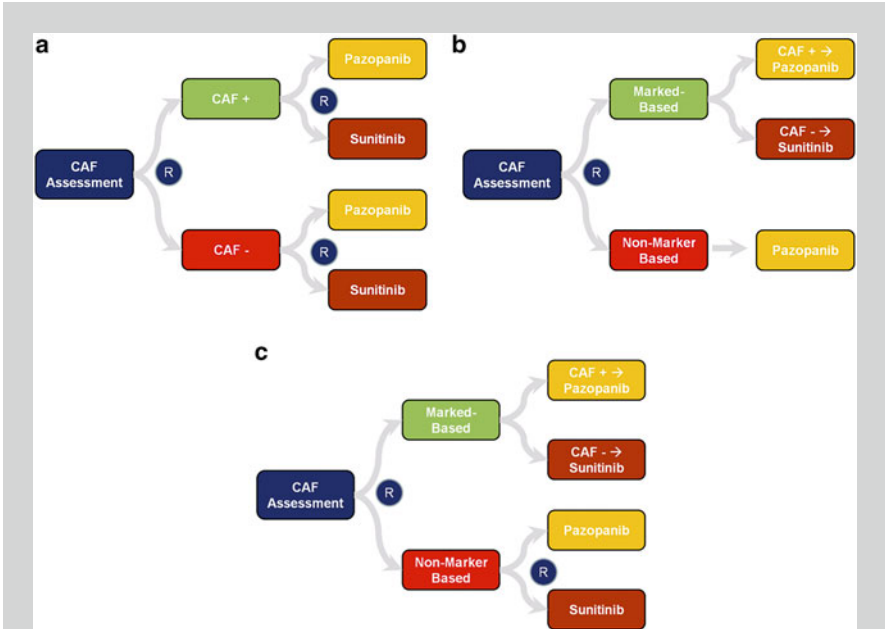 a
CAF
Assessment
R
CAF +
R
Pazopanib
Sunitinib
CAF -
R
Pazopanib
Sunitinib
b
CAF
Assessment
R
Marked-
Based
CAF + →
Pazopanib
CAF - →
Sunitinib
Non-Marker
Based
Pazopanib
c
CAF
Assessment
R
Marked-
Based
CAF + →
Pazopanib
CAF - →
Sunitinib
Non-Marker
Based
R
Pazopanib
Sunitinib